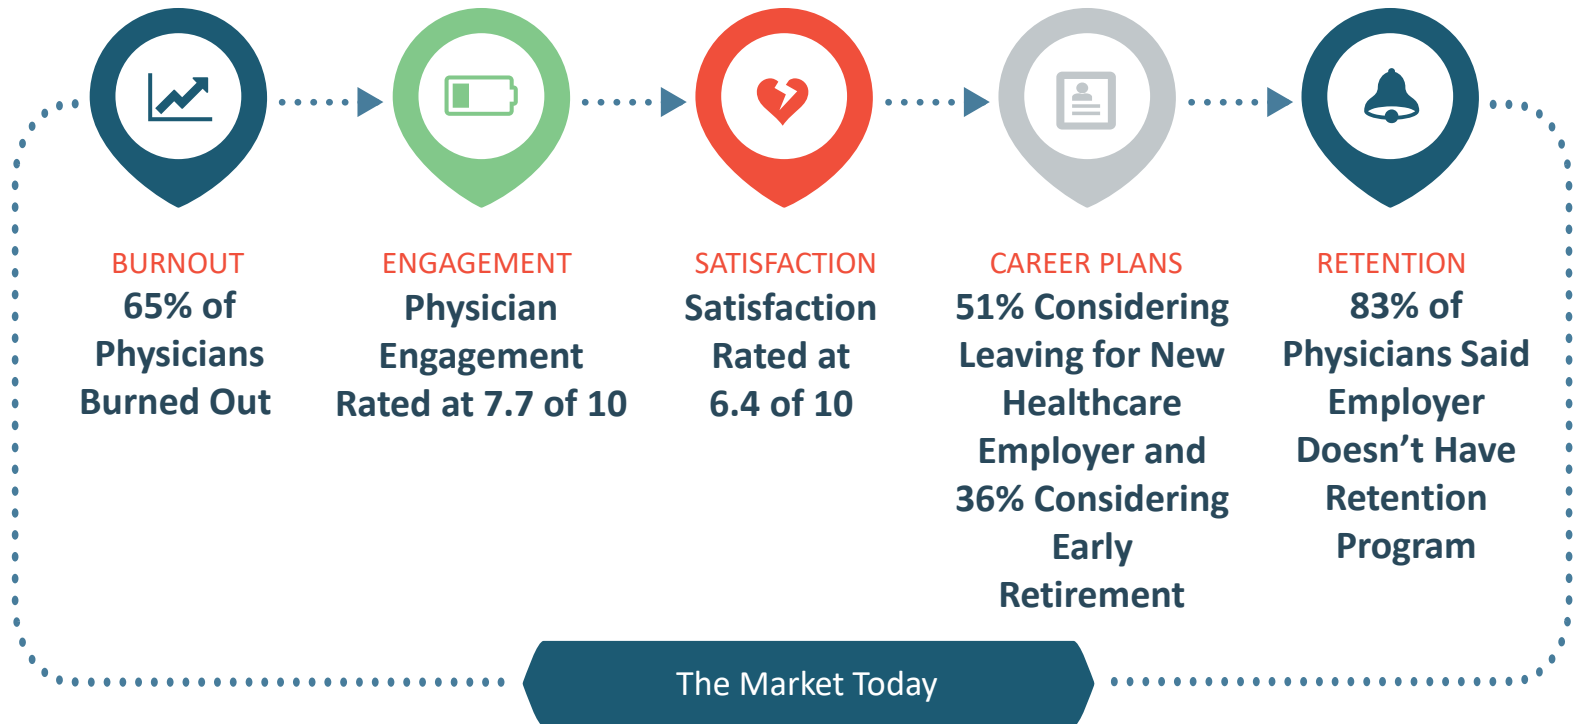 BURNOUT
65% of
Physicians
Burned Out
ENGAGEMENT
Physician
Engagement
Rated at 7.7 of 10
SATISFACTION
Satisfaction
Rated at
6.4 of 10
CAREER PLANS
51% Considering
Leaving for New
Healthcare
Employer and
36% Considering
Early
Retirement
RETENTION
83% of
Physicians Said
Employer
Doesn’t Have
Retention
Program
The Market Today